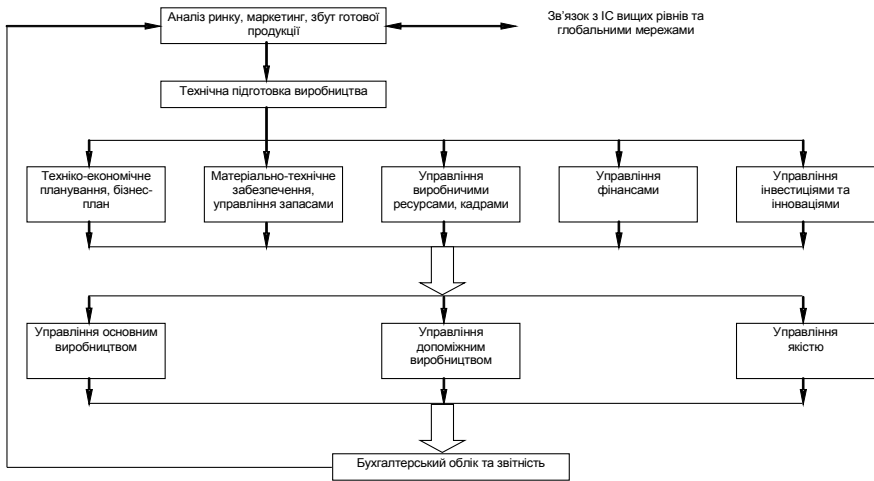 Аналіз ринку, маркетинг, збут готової
продукції
Зв’язок з ІС вищих рівнів та
глобальними мережами
Технічна підготовка виробництва
Техніко-економічне
планування, бізнес-
план
Матеріально-технічне
забезпечення,
управління запасами
Управління
виробничими
ресурсами, кадрами
Управління
фінансами
Управління
інвестиціями та
інноваціями
Управління основним
виробництвом
Управління
допоміжним
виробництвом
Управління
якістю
Бухгалтерський облік та звітність